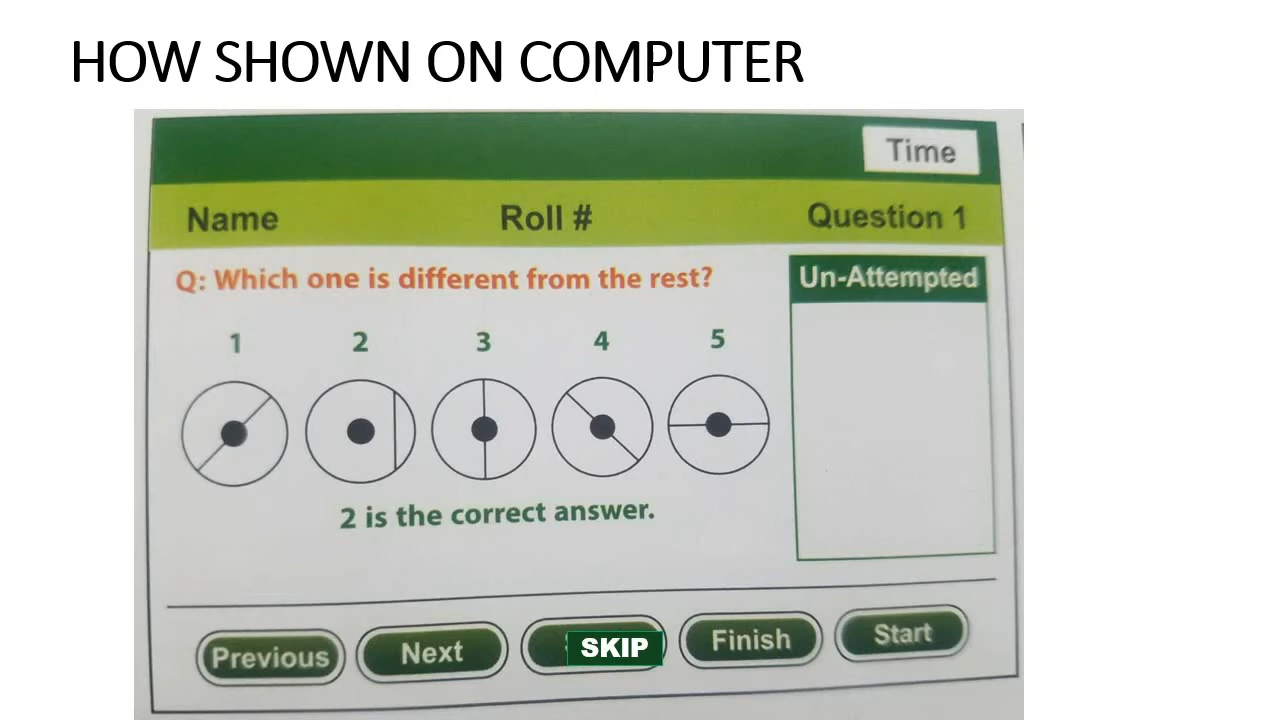 HOW SHOWN ON COMPUTER
Time
Name Roll # Question 1
Q: Which one is different from the rest? Un-Attempted
1 2 3 4 5
2 is the correct answer.
Previous Next SKIP Finish Start